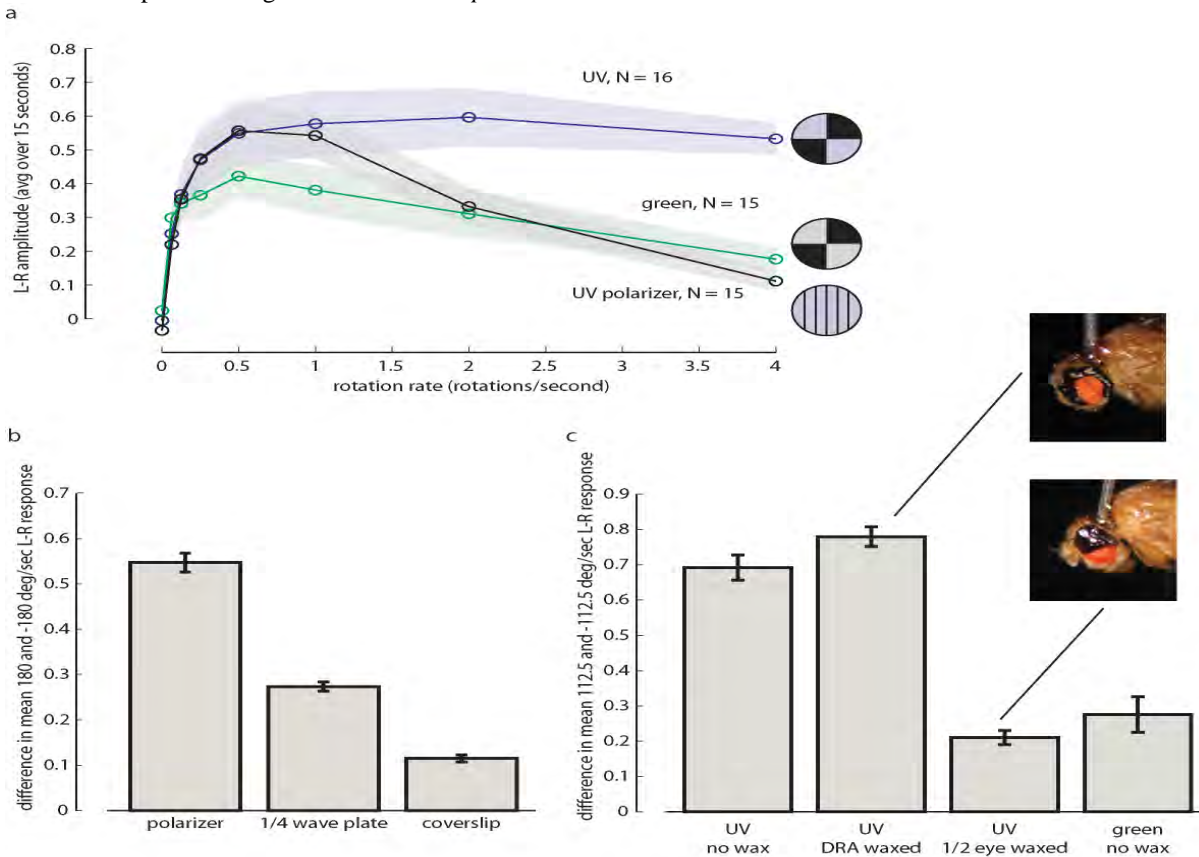 a
0.8
0.7
0.6
0.5
0.4
0.3
0.2
0.1
0
L-R amplitude (avg over 15 seconds)
UV, N = 16
green, N = 15
UV polarizer, N = 15
0 0.5 1 1.5 2 2.5 3 3.5 4
rotation rate (rotations/second)
b
difference in mean 180 and -180 deg/sec L-R response
0.7
0.6
0.5
0.4
0.3
0.2
0.1
0
polarizer 1/4 wave plate coverslip
c
difference in mean 112.5 and -112.5 deg/sec L-R response
0.9
0.8
0.7
0.6
0.5
0.4
0.3
0.2
0.1
0
UV UV UV green
no wax DRA waxed 1/2 eye waxed no wax